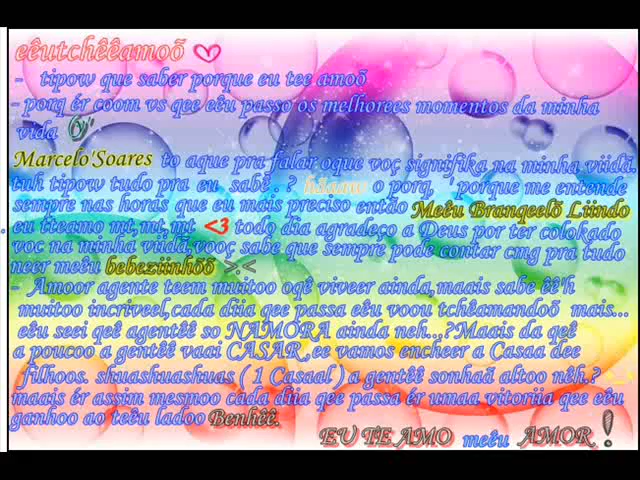 eêutchêêamoõ
- tipow que saber porque eu tee amoõ
- porq ér coom vs qee eêu passo os melhorees momentos da minha
vida (y'
Marcelo'Soares to aque pra falar oque voç signifika na minha viidã.
tuh tipow tudo pra eu sabê . ? hãaaw o porq, porque me entende
sempre nas horas que eu mais preciso então Meêu Branqeelõ Liindo
. eu tteamo mt,mt,mt <3 todo dia agradeço a Deus por ter colokado
voc na minha viidã,vooç sabe que sempre pode contar cmg pra tudo
neer meêu bebeziinhõõ >.<
- Amoor agente teem muitoo oqê viveer ainda,maais sabe êêh
muitoo incriveel,cada diia qee passa eêu voou tchêamandoõ mais...
eêu seei qeê agentêê so NAMORA ainda neh...?Maais da qeê
a poucoo a gentêê vaai CASAR ,ee vamos encheer a Casaa dee
filhoos. shuashuashuas ( 1 Casaal ) a gentêê sonhaã altoo nêh.?
maais ér assim mesmoo cada diia qee passa ér umaa vitoriia qee eêu
ganhoo ao teêu ladoo Benhêê.
EU TE AMO meêu AMOR !